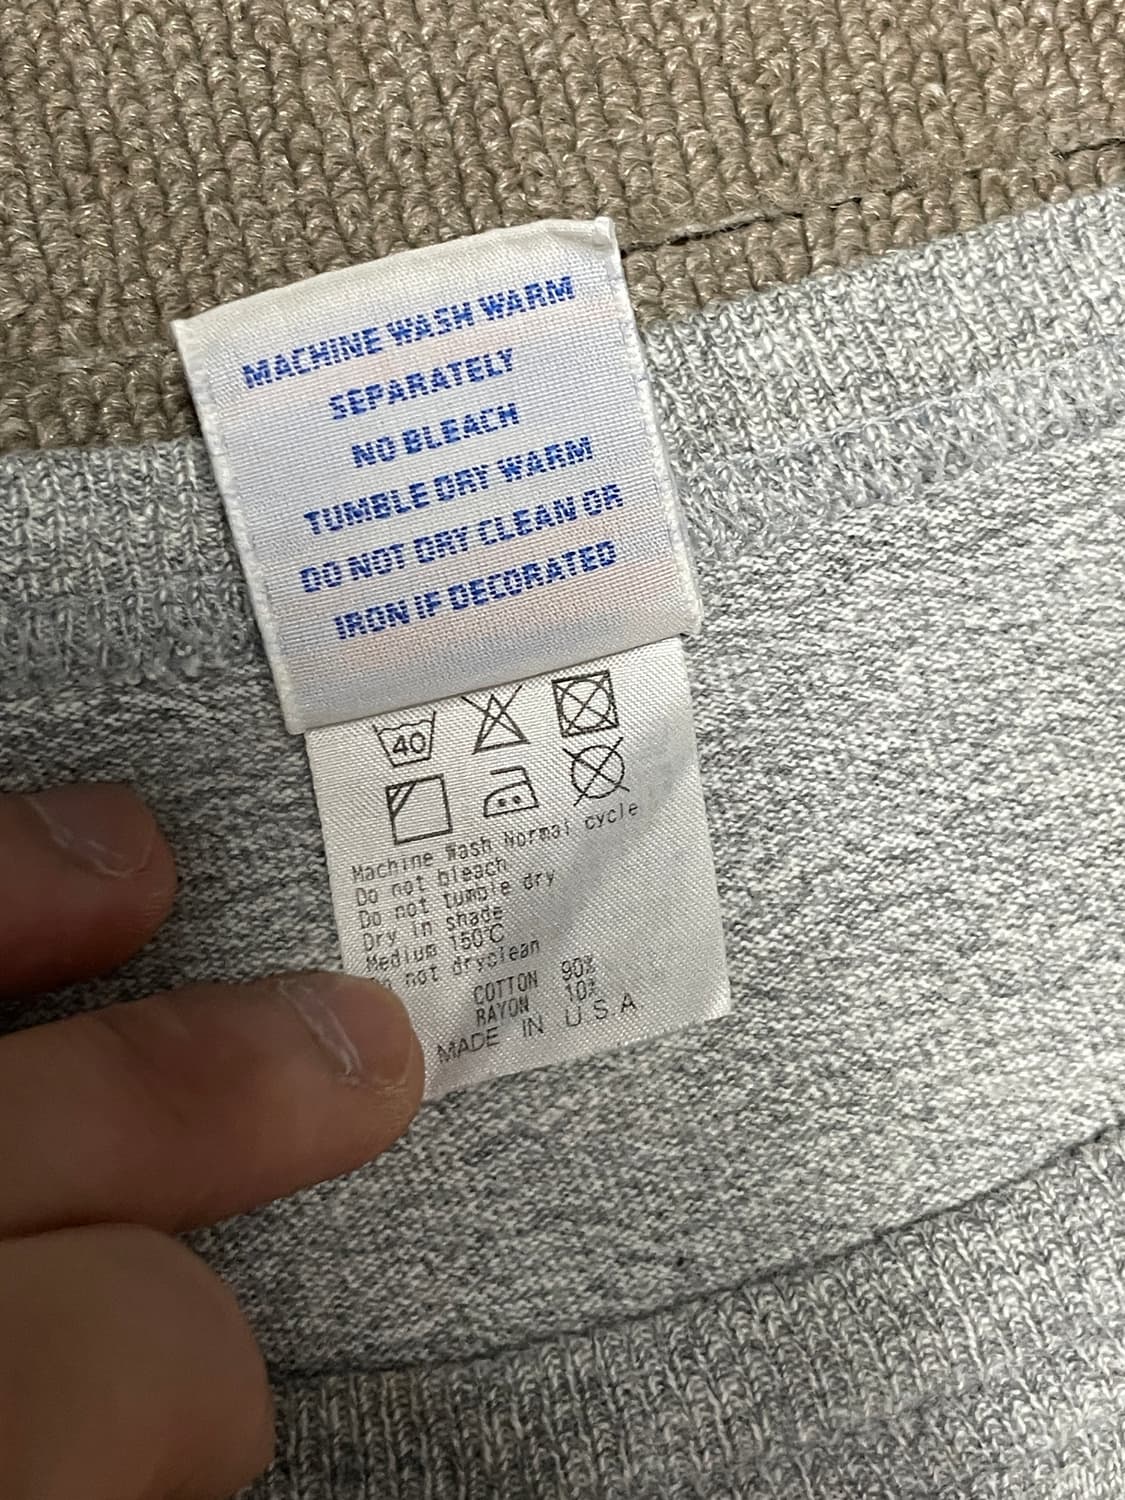 MACHINE WASH WARM
SEPARATELY
NO BLEACH
TUMBLE DRY WARM
DO NOT DRY CLEAN OR
IRON IF DECORATED
40
Machine Wash Normal cycle
Do not bleach
Do not tumble dry
Dry in shade
Medium 150℃
not dryclean
COTTON 90%
RAYON 10%
MADE IN U.S.A